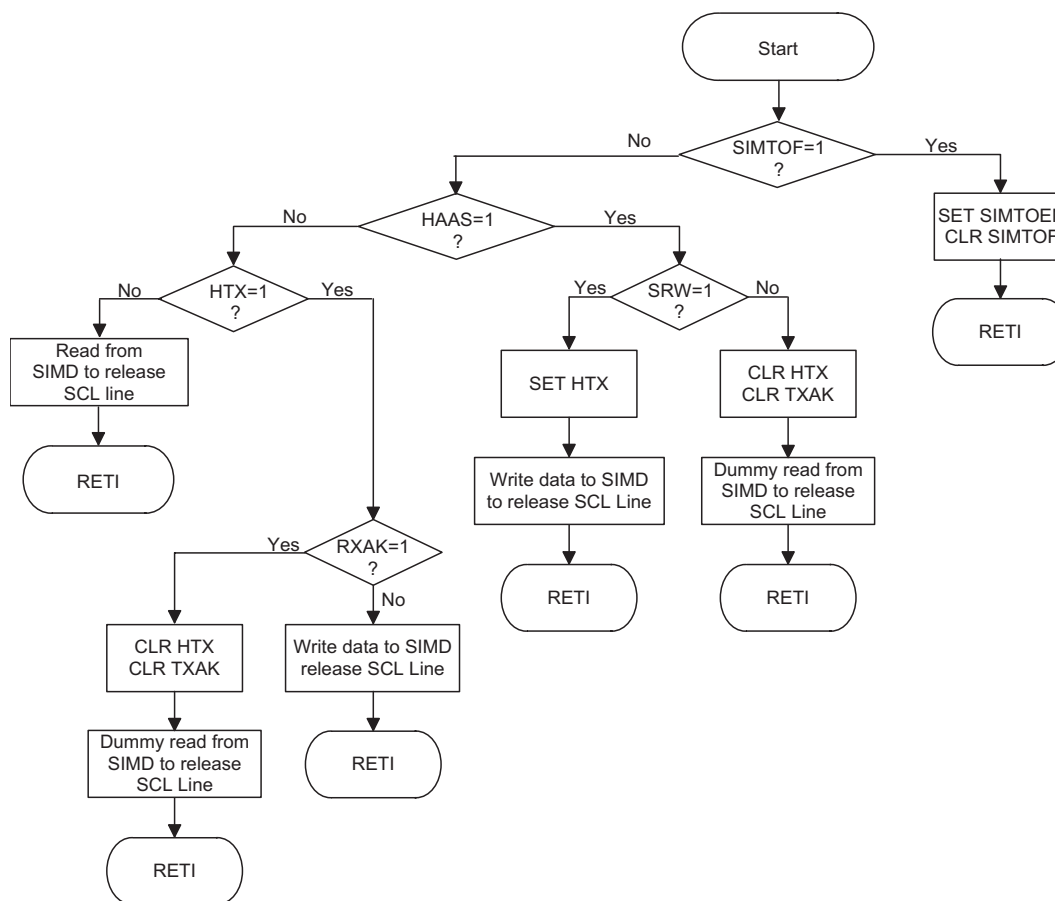 Start
SIMTOF=1
?
No
Yes
SET SIMTOE
CLR SIMTOF
RETI
HAAS=1
?
No
Yes
HTX=1
?
No
Yes
SRW=1
?
Yes
No
Read from
SIMD to release
SCL line
RETI
SET HTX
Write data to SIMD
to release SCL Line
RETI
CLR HTX
CLR TXAK
Dummy read from
SIMD to release
SCL Line
RETI
RXAK=1
?
Yes
No
CLR HTX
CLR TXAK
Dummy read from
SIMD to release
SCL Line
RETI
Write data to SIMD
release SCL Line
RETI